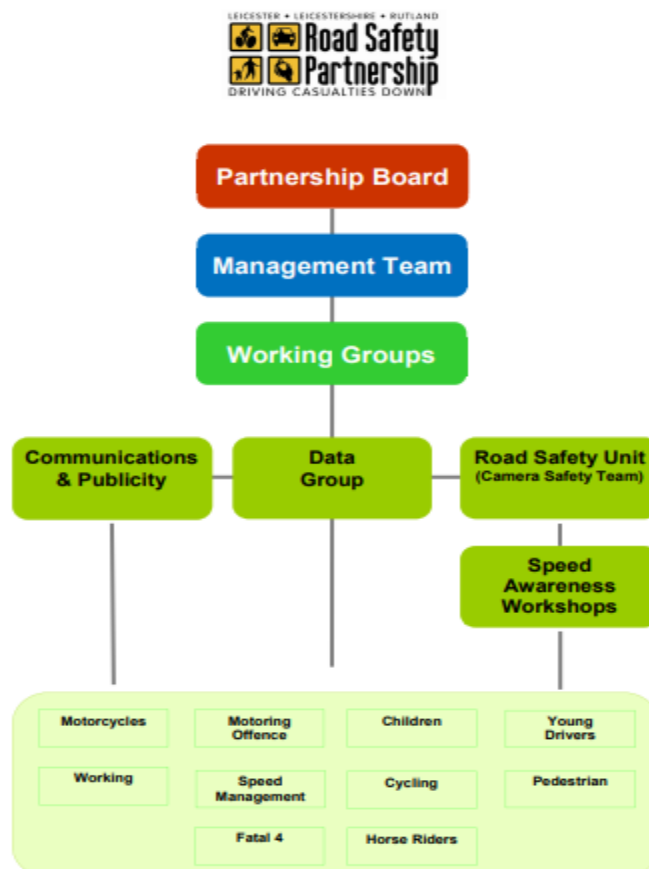 LEICESTER • LEICESTERSHIRE • RUTLAND
Road Safety
Partnership
DRIVING CASUALTIES DOWN
Partnership Board
Management Team
Working Groups
Communications
& Publicity
Data
Group
Road Safety Unit
(Camera Safety Team)
Speed
Awareness
Workshops
Motorcycles
Motoring
Offence
Children
Young
Drivers
Working
Speed
Management
Cycling
Pedestrian
Fatal 4
Horse Riders